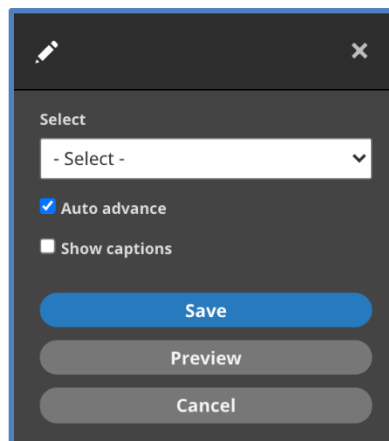 Select
- Select -
Auto advance
Show captions
Save
Preview
Cancel